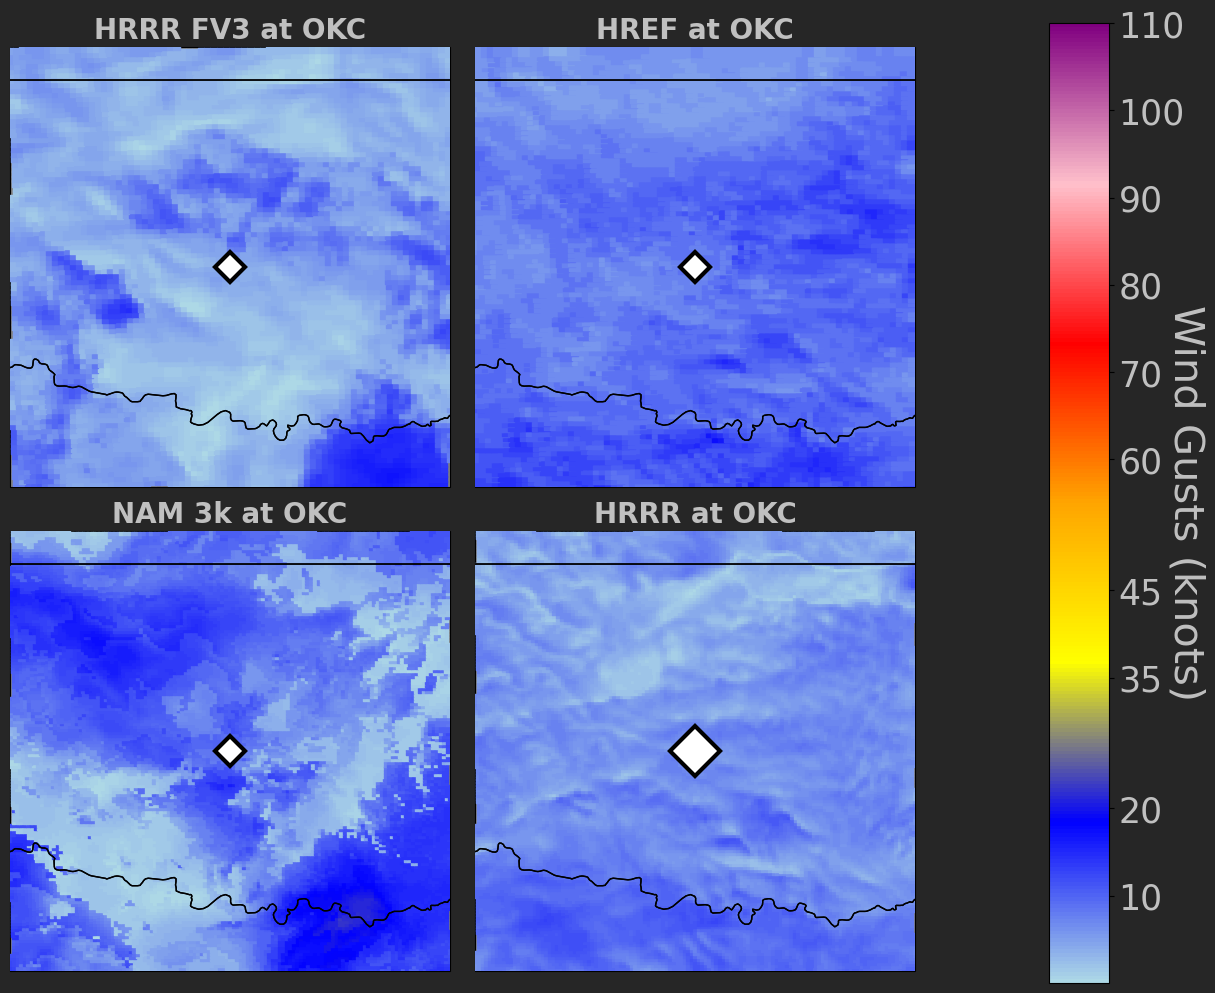 HRRR FV3 at OKC
HREF at OKC
NAM 3k at OKC
HRRR at OKC
110
100
90
80
70
60
45
35
20
10
Wind Gusts (knots)